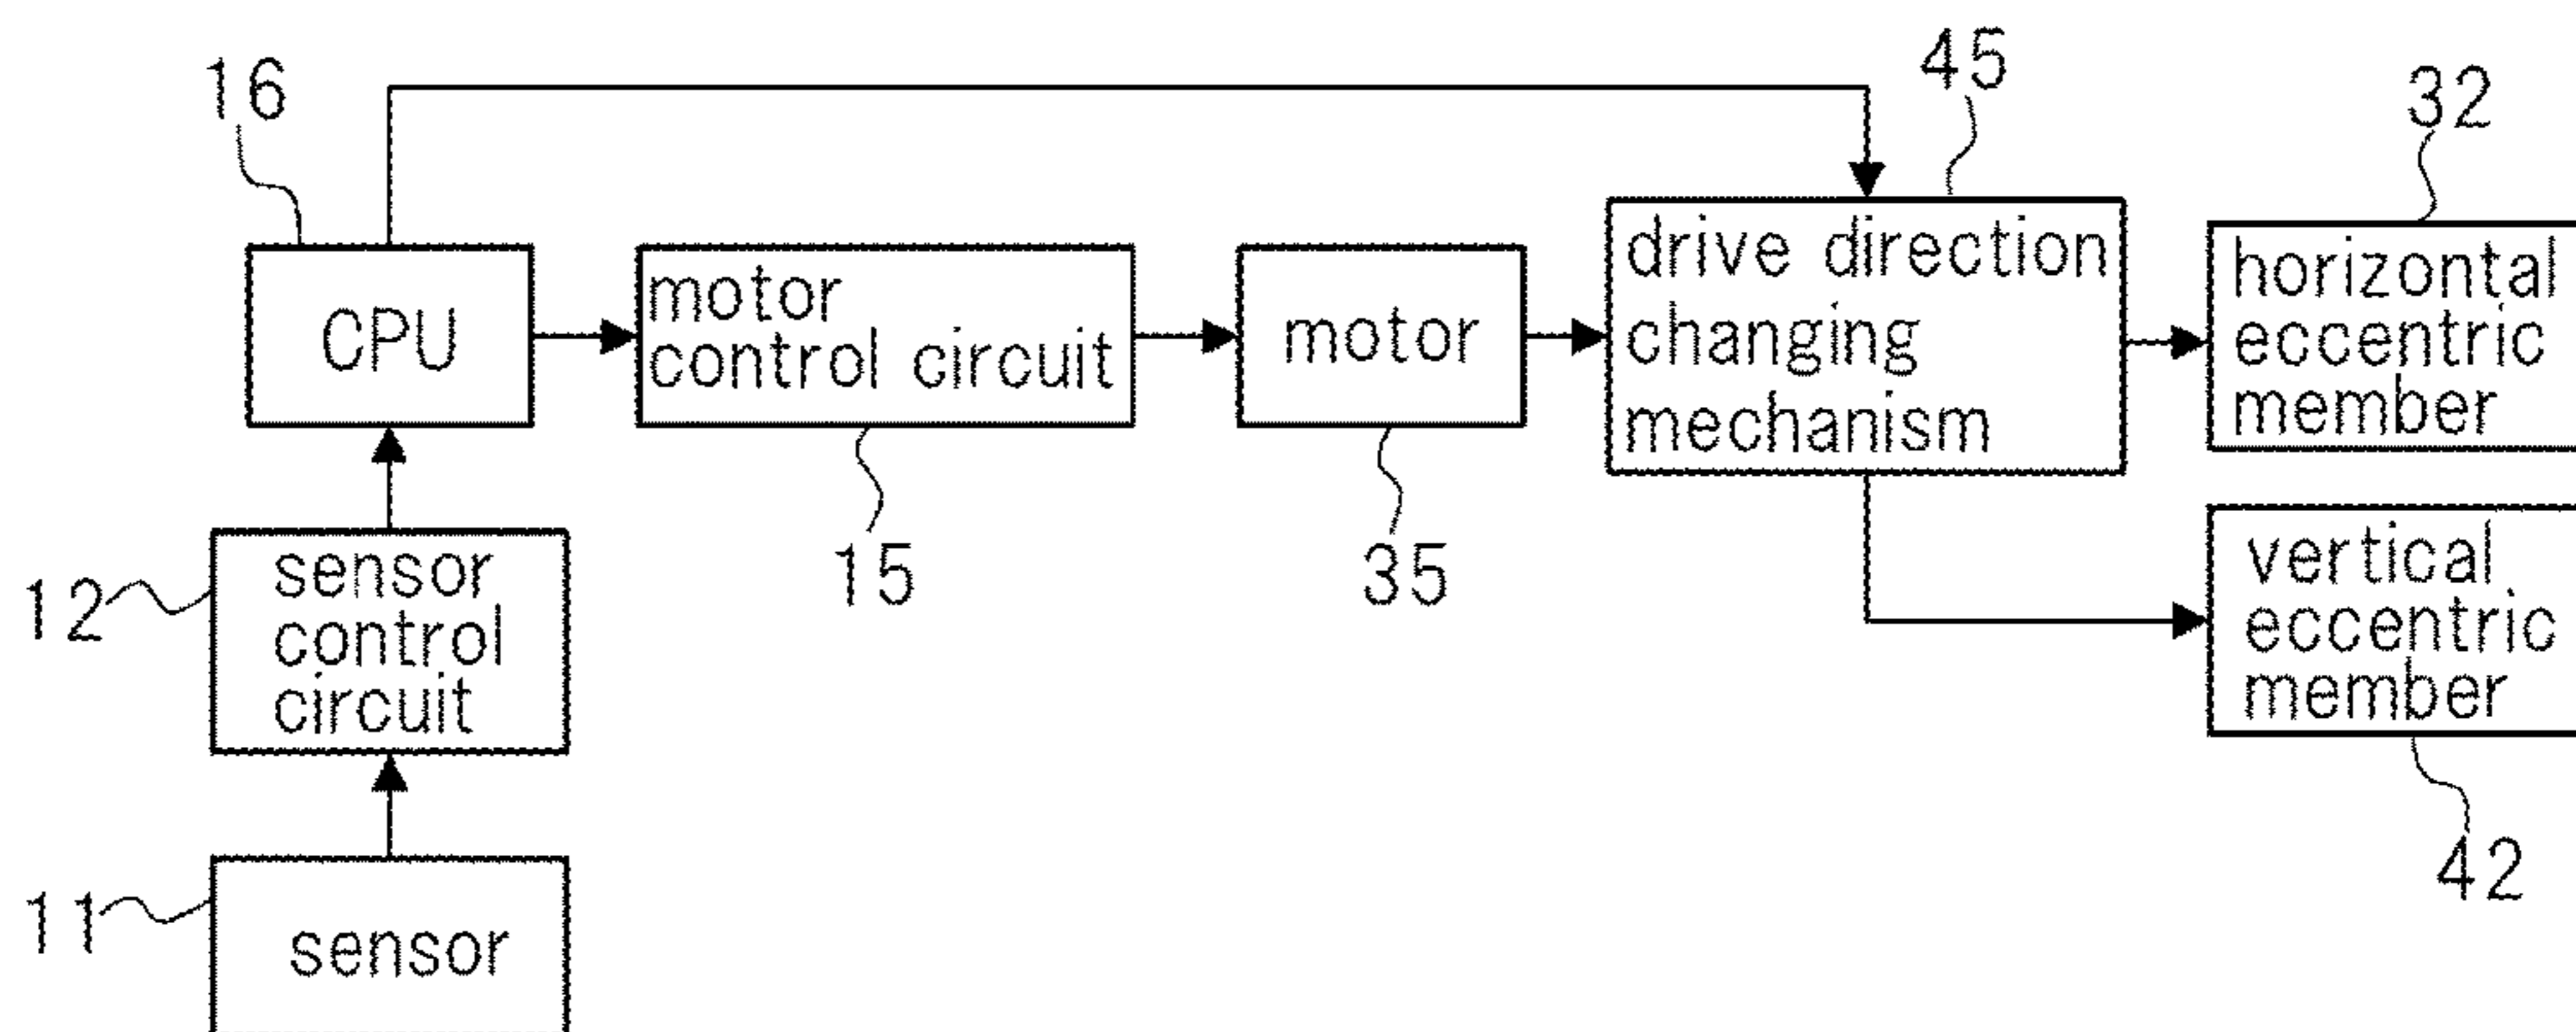 16
45
32
CPU
motor
control circuit
motor
drive direction
changing
mechanism
horizontal
eccentric
member
15
35
12
sensor
control
circuit
vertical
eccentric
member
42
11
sensor